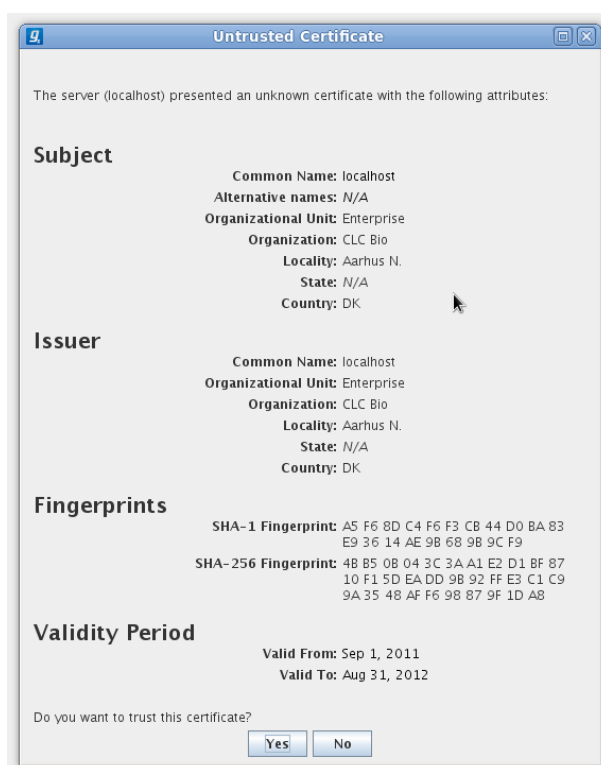 Untrusted Certificate
The server (localhost) presented an unknown certificate with the following attributes:
Subject
Common Name: localhost
Alternative names: N/A
Organizational Unit: Enterprise
Organization: CLC Bio
Locality: Aarhus N.
State: N/A
Country: DK
Issuer
Common Name: localhost
Organizational Unit: Enterprise
Organization: CLC Bio
Locality: Aarhus N.
State: N/A
Country: DK
Fingerprints
SHA-1 Fingerprint: A5 F6 8D C4 F6 F3 CB 44 D0 BA 83
E9 36 14 AE 9B 68 9B 9C F9
SHA-256 Fingerprint: 4B B5 0B 04 3C 3A A1 E2 D1 BF 87
10 F1 5D EA DD 9B 92 FF E3 C1 C9
9A 35 48 AF F6 98 87 9F 1D A8
Validity Period
Valid From: Sep 1, 2011
Valid To: Aug 31, 2012
Do you want to trust this certificate?
Yes No